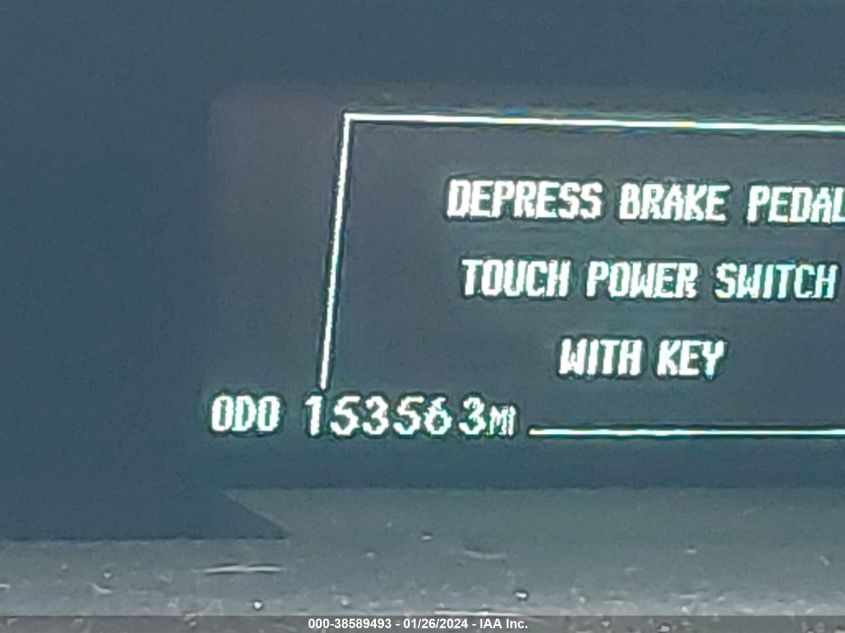 DEPRESS BRAKE PEDAL
TOUCH POWER SWITCH
WITH KEY
ODO 153563MI
000-38589493 - 01/26/2024 - IAA Inc.